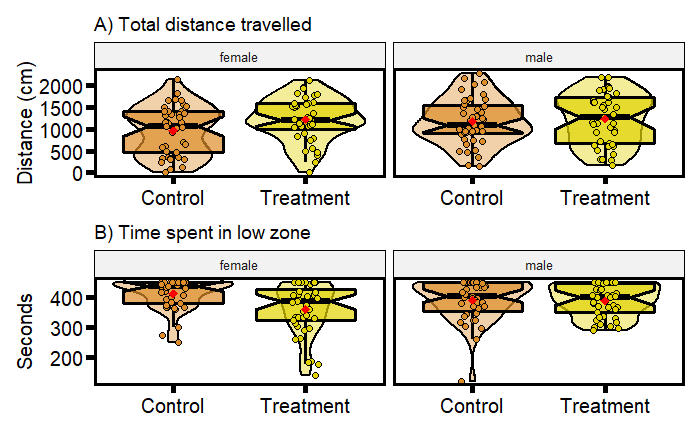 A) Total distance travelled
female male
Distance (cm)
2000
1500
1000
500
0
Control Treatment Control Treatment
B) Time spent in low zone
female male
Seconds
400
300
200
Control Treatment Control Treatment